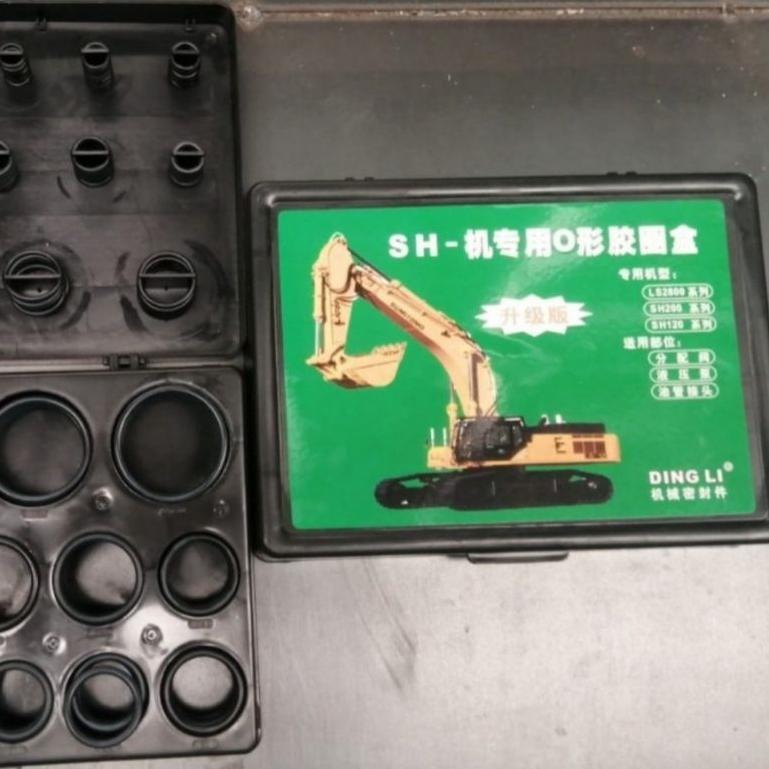 SH-机专用O形胶圈盒
专用机型：
LS2800 系列
升级版
SH200 系列
SH120 系列
适用部位：
分配阀
液压泵
油管接头
SUMITOMO
DING LI®
机械密封件